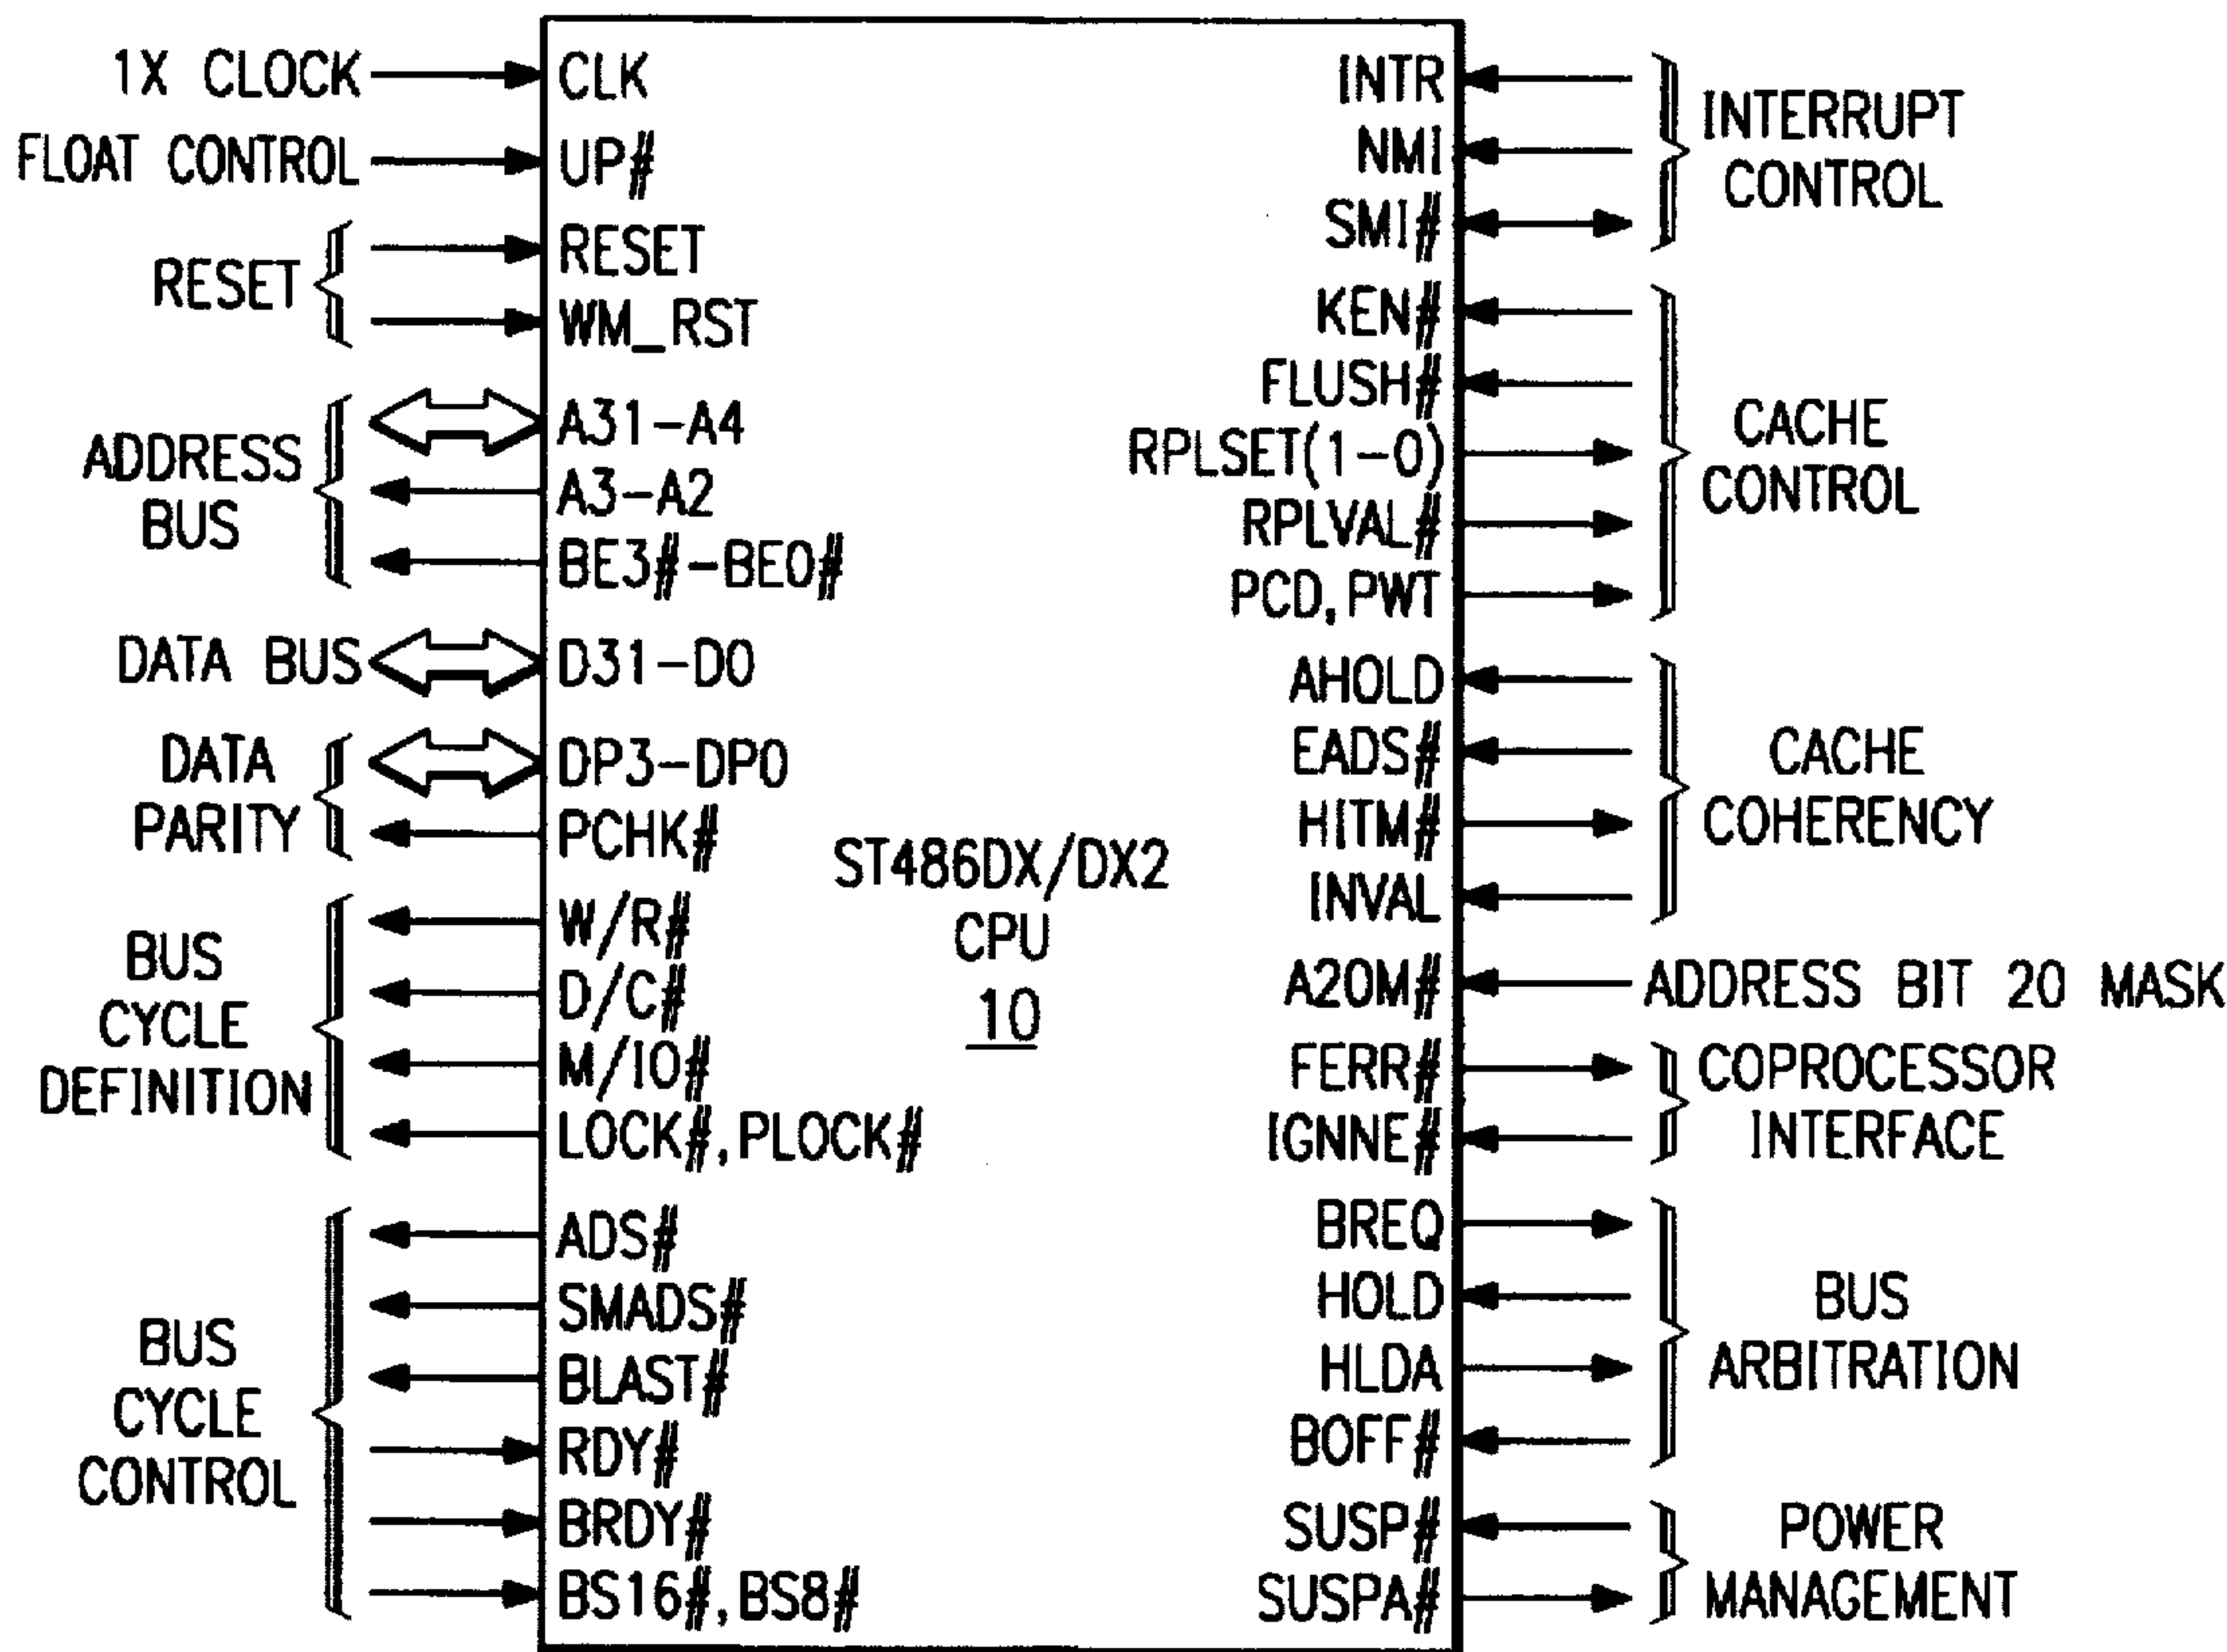 1X CLOCK
FLOAT CONTROL
RESET
ADDRESS
BUS
DATA BUS
DATA
PARITY
BUS
CYCLE
DEFINITION
BUS
CYCLE
CONTROL
CLK
UP#
RESET
WM_RST
A31-A4
A3-A2
BE3#-BE0#
D31-D0
DP3-DP0
PCHK#
W/R#
D/C#
M/IO#
LOCK#,PLOCK#
ADS#
SMADS#
BLAST#
RDY#
BRDY#
BS16#,BS8#
ST486DX/DX2
CPU
10
INTR
NMI
SMI#
KEN#
FLUSH#
RPLSET(1-0)
RPLVAL#
PCD,PWT
AHOLD
EADS#
HITM#
INVAL
A20M#
FERR#
IGNNE#
BREQ
HOLD
HLDA
BOFF#
SUSP#
SUSPA#
INTERRUPT
CONTROL
CACHE
CONTROL
CACHE
COHERENCY
ADDRESS BIT 20 MASK
COPROCESSOR
INTERFACE
BUS
ARBITRATION
POWER
MANAGEMENT